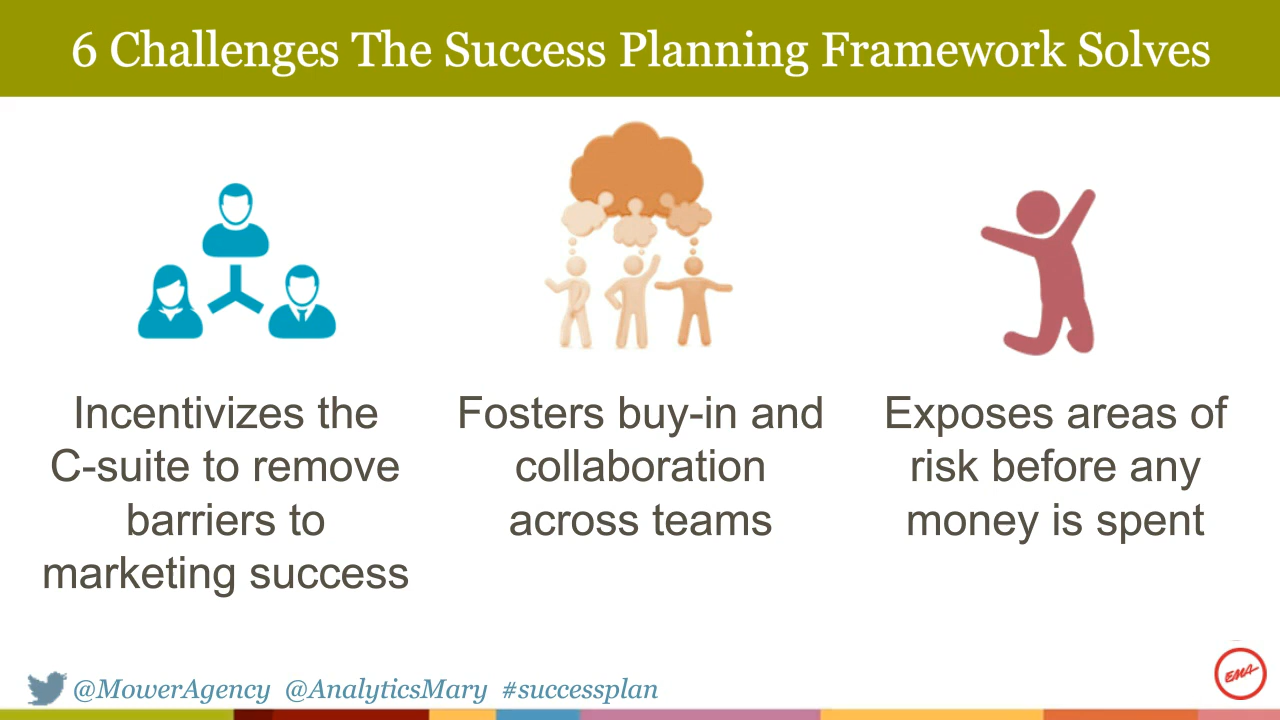 6 Challenges The Success Planning Framework Solves
Incentivizes the
C-suite to remove
barriers to
marketing success
Fosters buy-in and
collaboration
across teams
Exposes areas of
risk before any
money is spent
@MowerAgency @AnalyticsMary #successplan
EMA